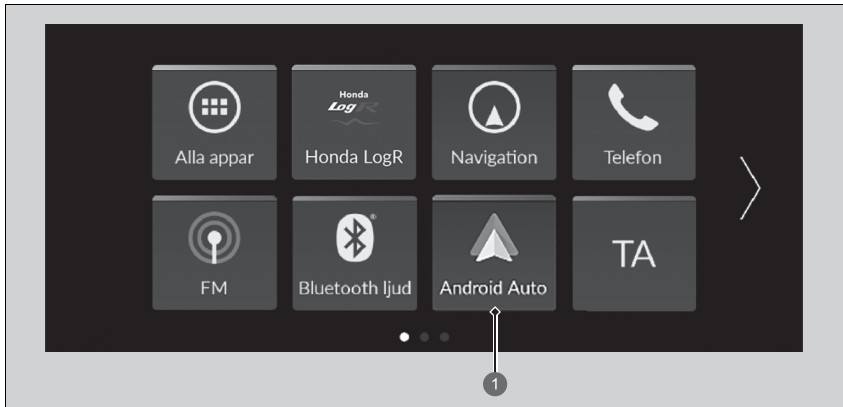 Honda
LogR
Alla appar
Honda LogR
Navigation
Telefon
FM
Bluetooth ljud
Android Auto
TA
1